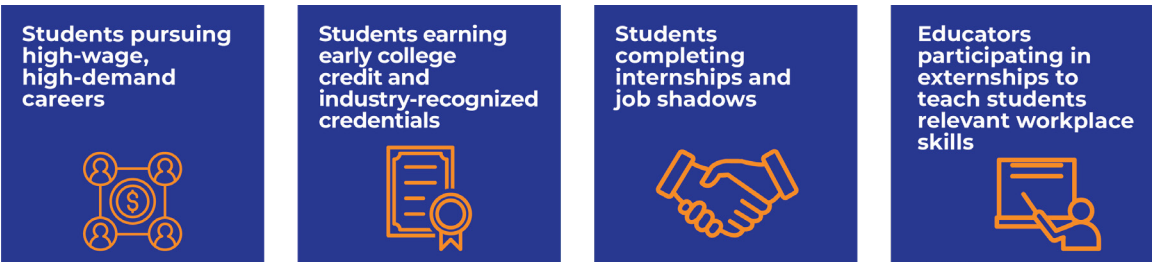 Students pursuing
high-wage,
high-demand
careers
Students earning
early college
credit and
industry-recognized
credentials
Students
completing
internships and
job shadows
Educators
participating in
externships to
teach students
relevant workplace
skills
$